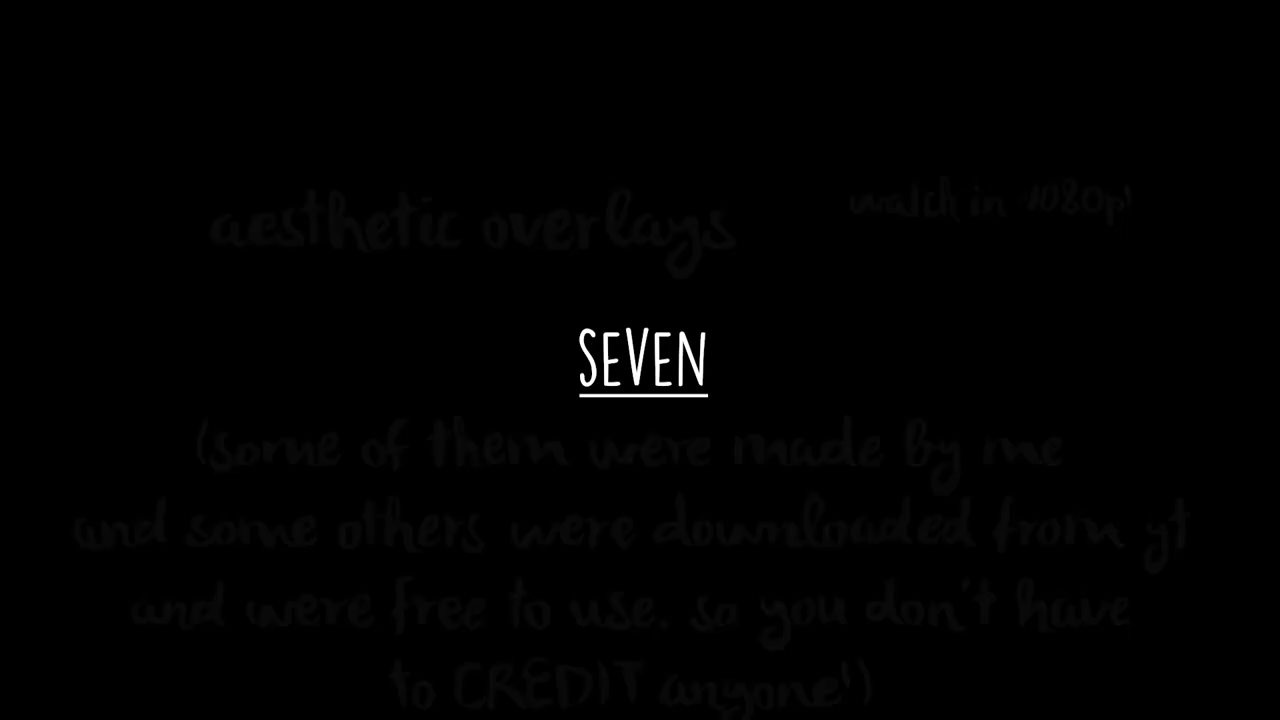 aesthetic overlays
watch in 1080p!
SEVEN
(some of them were made by me
and some others were downloaded from yt
and were free to use. so you don't have
to CREDIT anyone!)